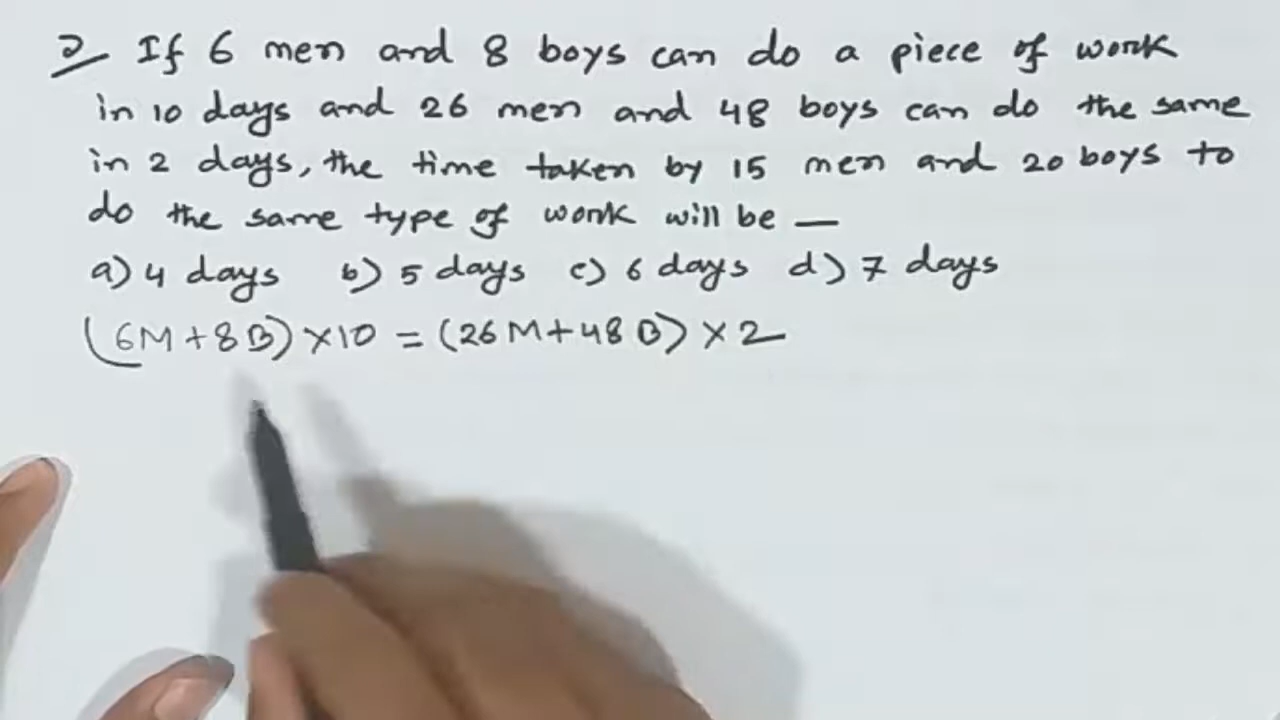 2 If 6 men and 8 boys can do a piece of work
in 10 days and 26 men and 48 boys can do the same
in 2 days, the time taken by 15 men and 20 boys to
do the same type of work will be —
a) 4 days b) 5 days c) 6 days d) 7 days
(6M+8B)×10 = (26M+48B)×2